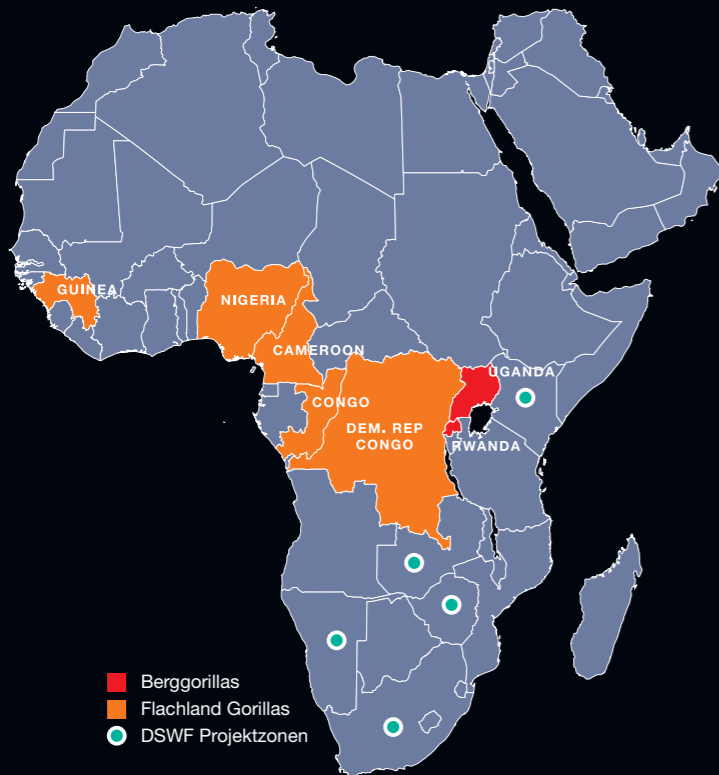 GUINEA
NIGERIA
CAMEROON
UGANDA
CONGO
DEM. REP
CONGO
RWANDA
Berggorillas
Flachland Gorillas
DSWF Projektzonen